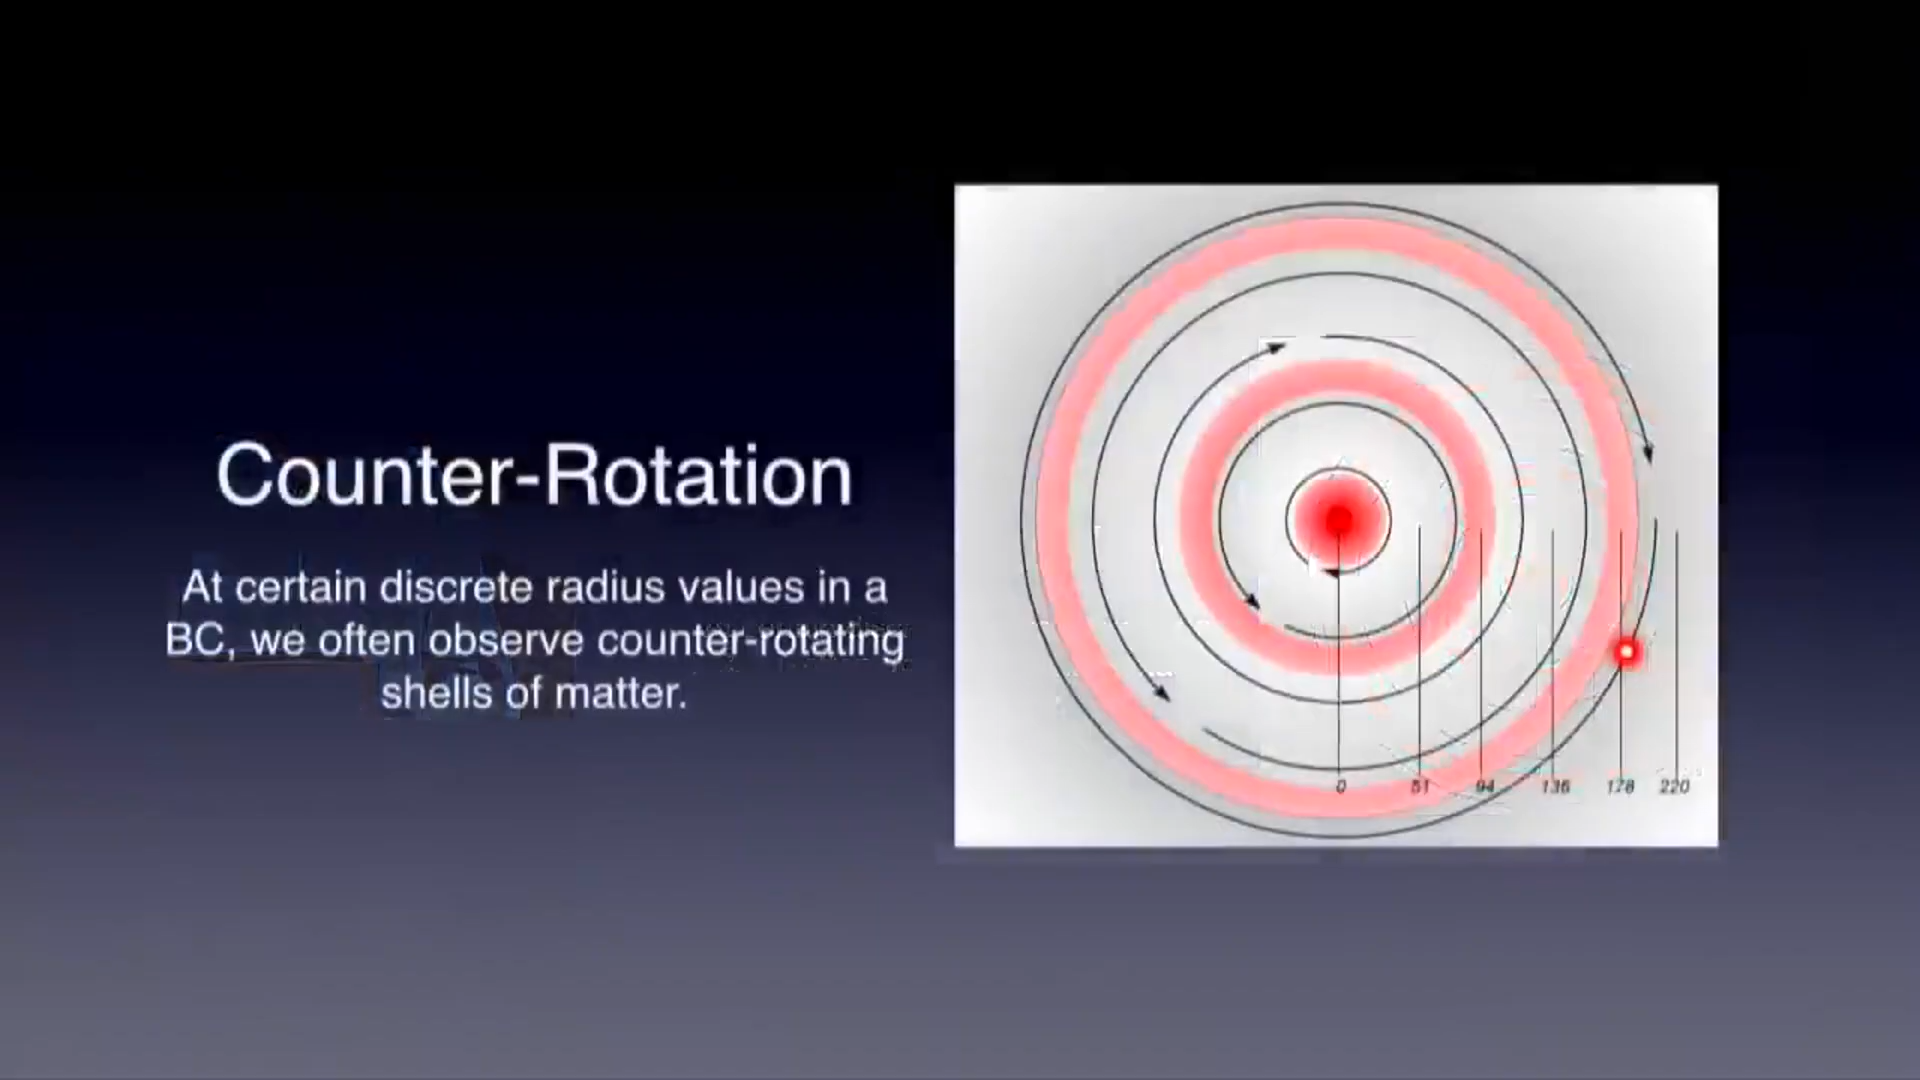 Counter-Rotation
At certain discrete radius values in a
BC, we often observe counter-rotating
shells of matter.
0 51 94 136 178 220